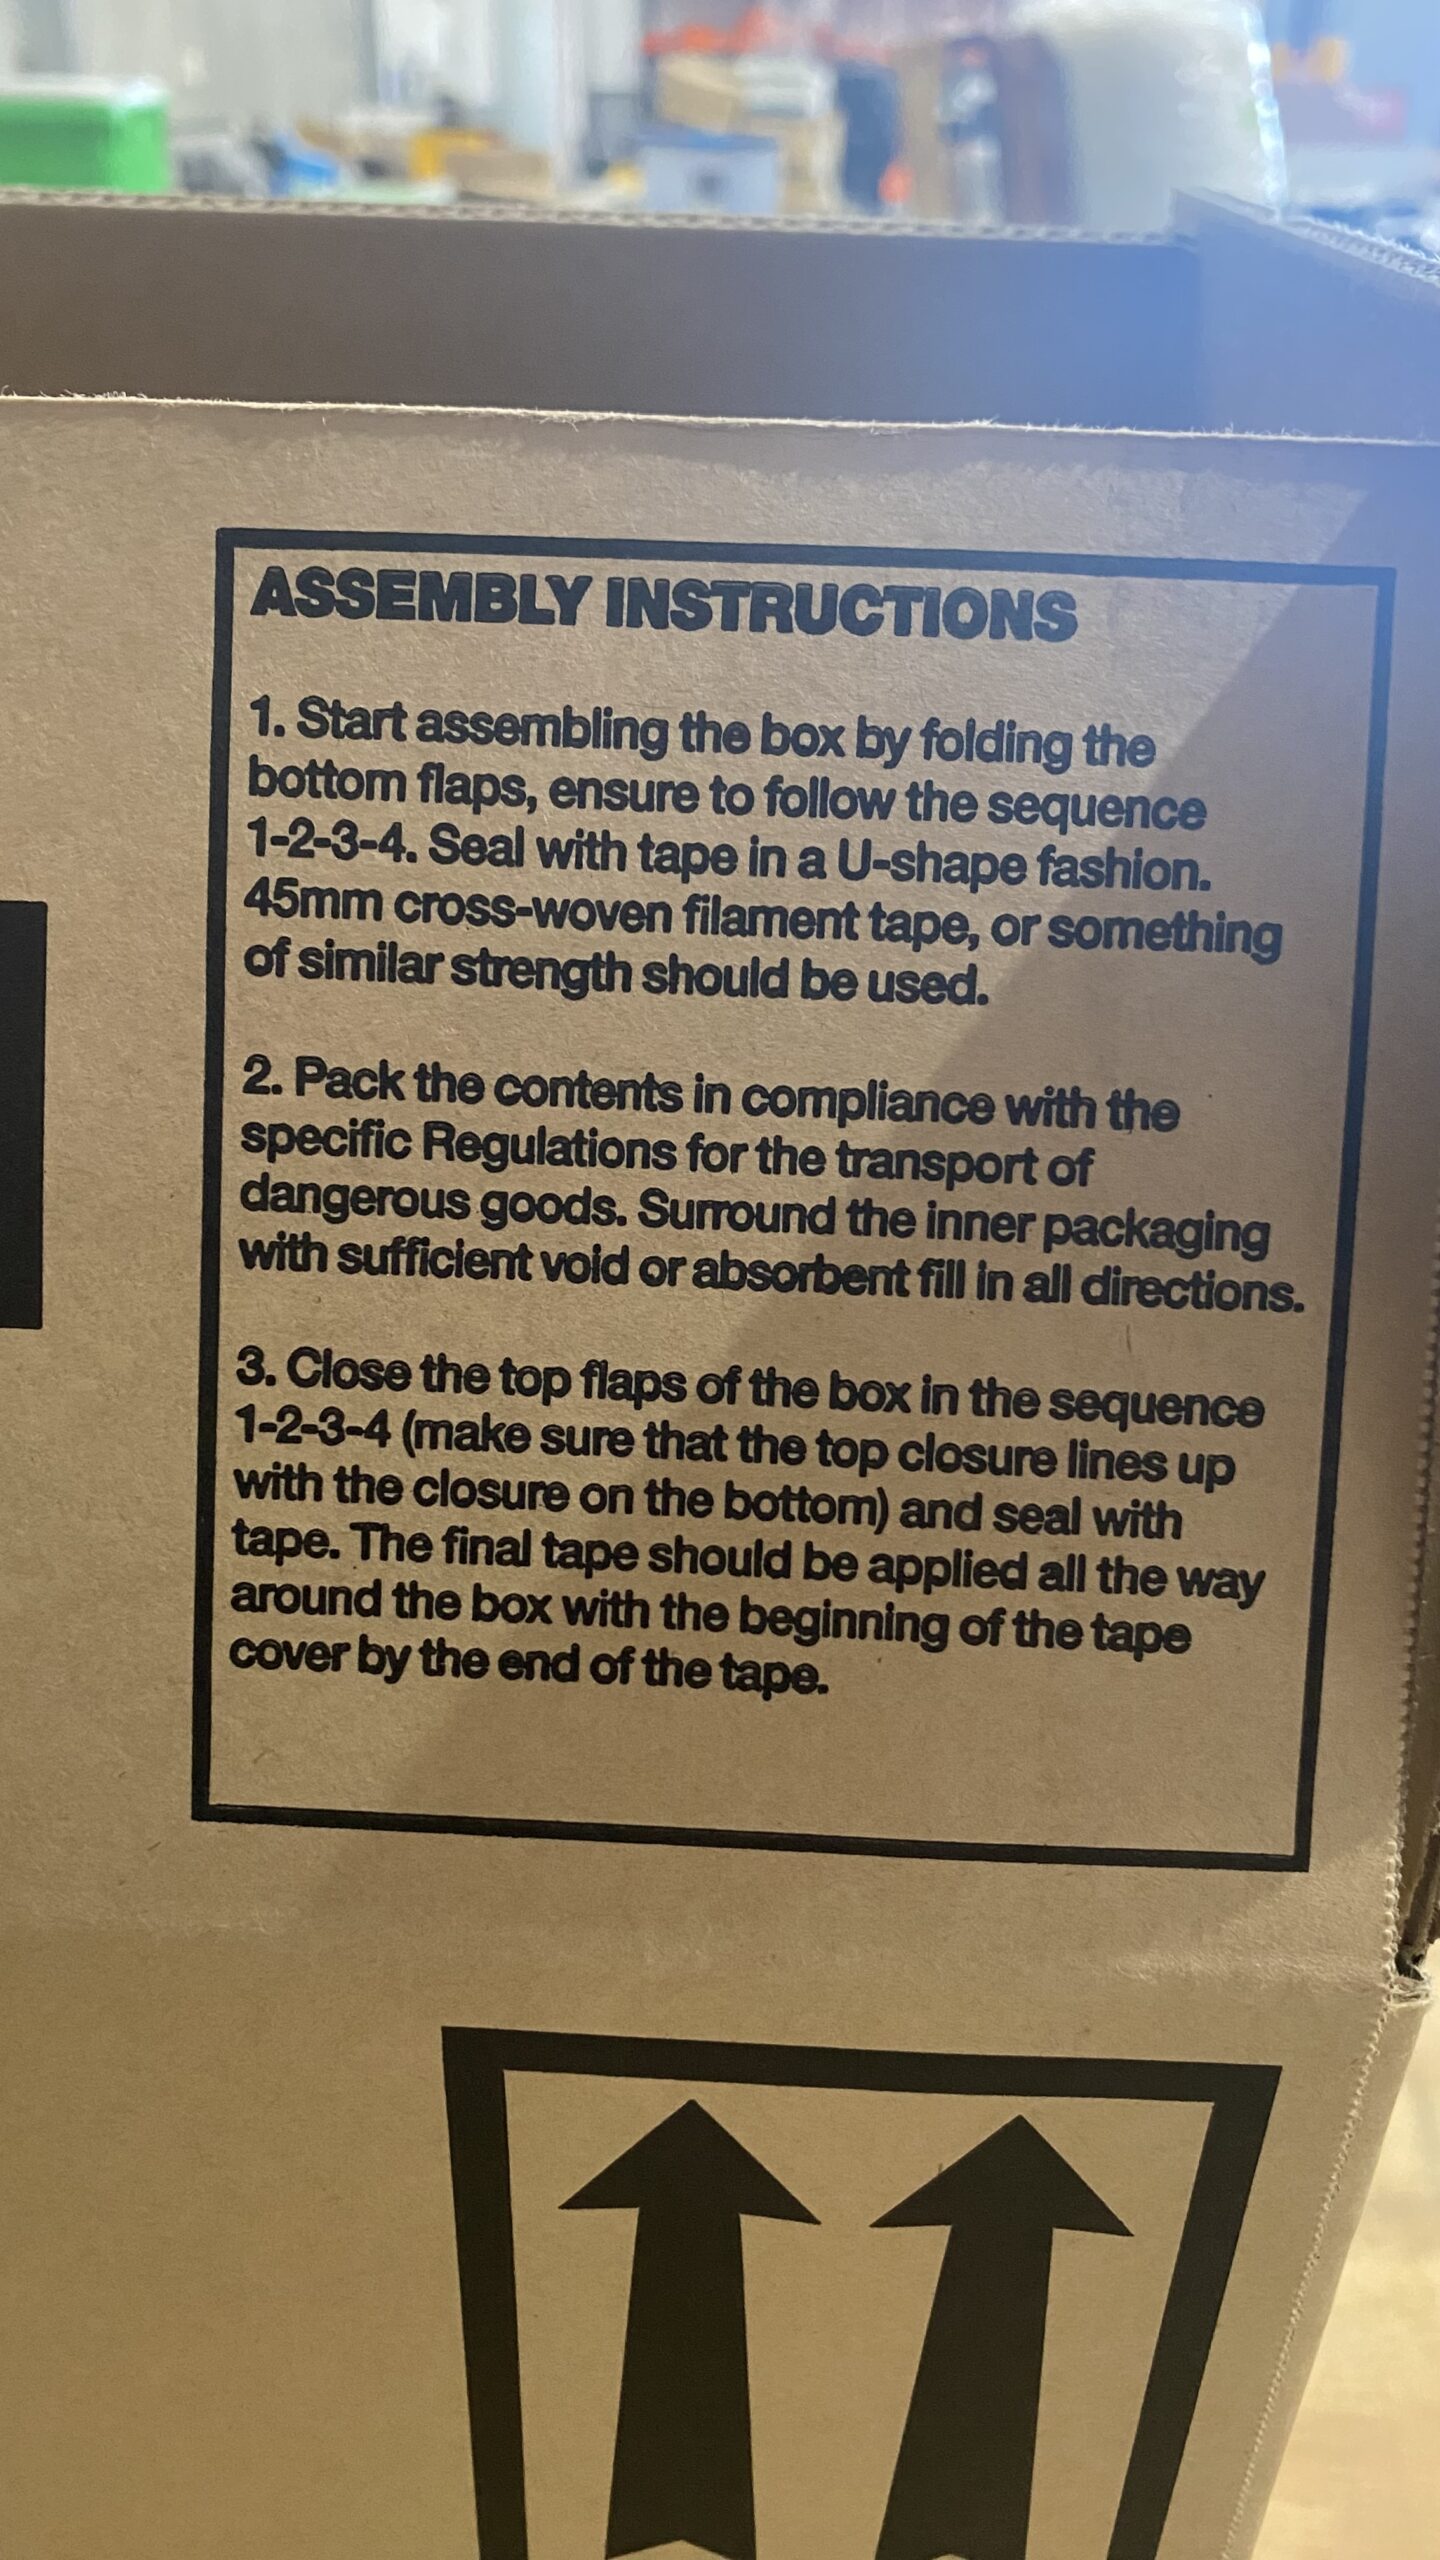 ASSEMBLY INSTRUCTIONS
1. Start assembling the box by folding the
bottom flaps, ensure to follow the sequence
1-2-3-4. Seal with tape in a U-shape fashion.
45mm cross-woven filament tape, or something
of similar strength should be used.
2. Pack the contents in compliance with the
specific Regulations for the transport of
dangerous goods. Surround the inner packaging
with sufficient void or absorbent fill in all directions.
3. Close the top flaps of the box in the sequence
1-2-3-4 (make sure that the top closure lines up
with the closure on the bottom) and seal with
tape. The final tape should be applied all the way
around the box with the beginning of the tape
cover by the end of the tape.